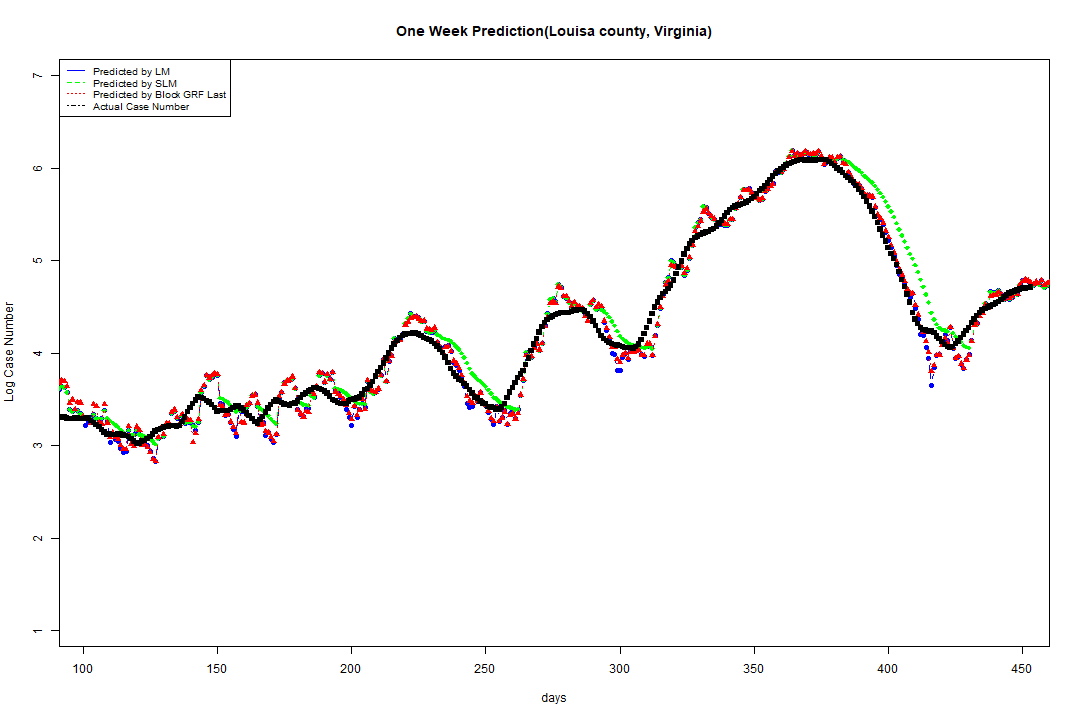 One Week Prediction(Louisa county, Virginia)
Predicted by LM
Predicted by SLM
Predicted by Block GRF Last
Actual Case Number
7
6
5
4
3
2
1
Log Case Number
100 150 200 250 300 350 400 450
days